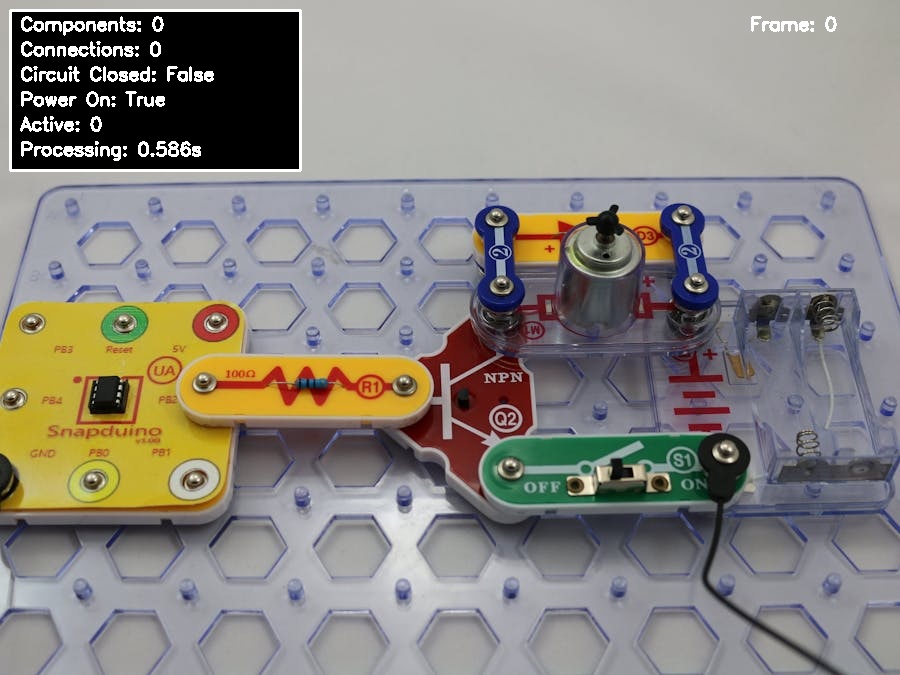 Components: 0
Connections: 0
Circuit Closed: False
Power On: True
Active: 0
Processing: 0.586s
Frame: 0
2
+
D3
2
M1
+
PB3
Reset
5V
UA
PB4
Snapduino
GND
PB0
PB1
100Ω
R1
NPN
Q2
+
OFF
ON
S1